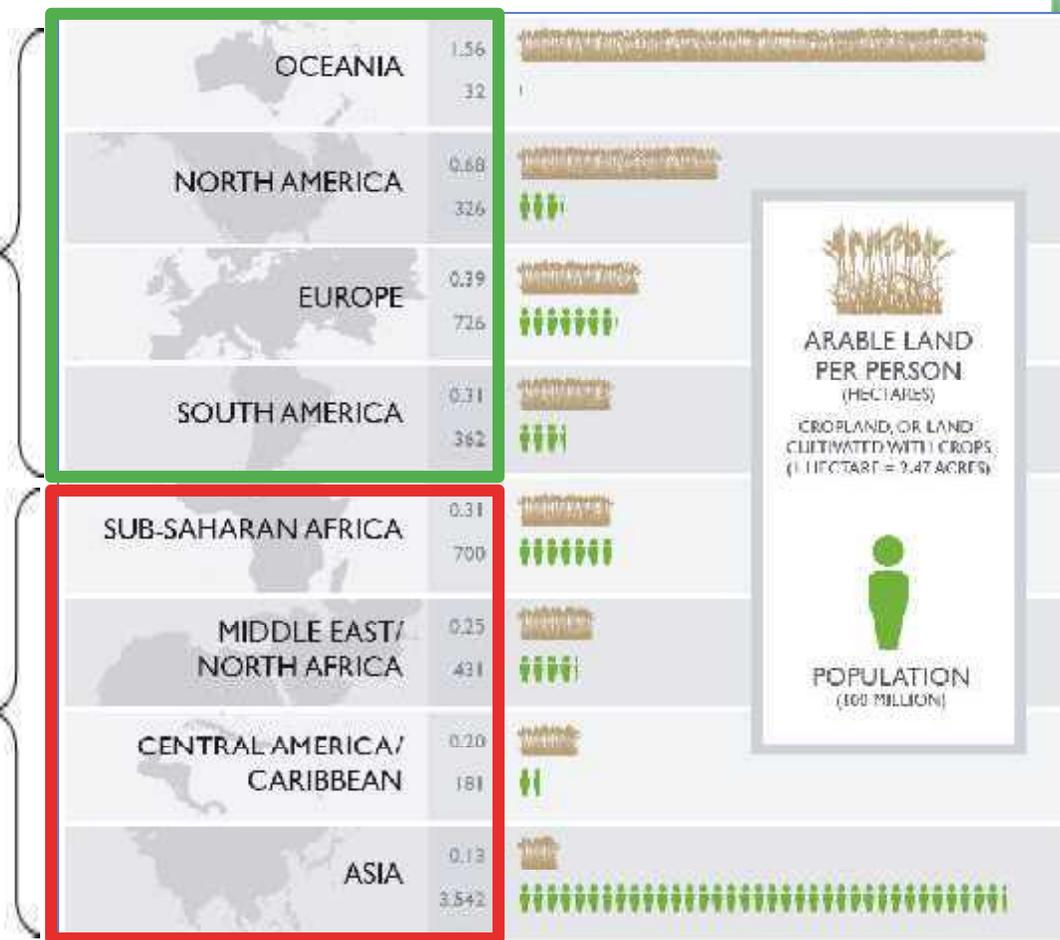 OCEANIA
1.56
32
NORTH AMERICA
0.68
326
EUROPE
0.39
726
SOUTH AMERICA
0.31
362
SUB-SAHARAN AFRICA
0.31
700
MIDDLE EAST/
NORTH AFRICA
0.25
431
CENTRAL AMERICA/
CARIBBEAN
0.20
181
ASIA
0.13
3,542
ARABLE LAND
PER PERSON
(HECTARES)
CROPLAND, OR LAND
CULTIVATED WITH CROPS
(1 HECTARE = 2.47 ACRES)
POPULATION
(100 MILLION)